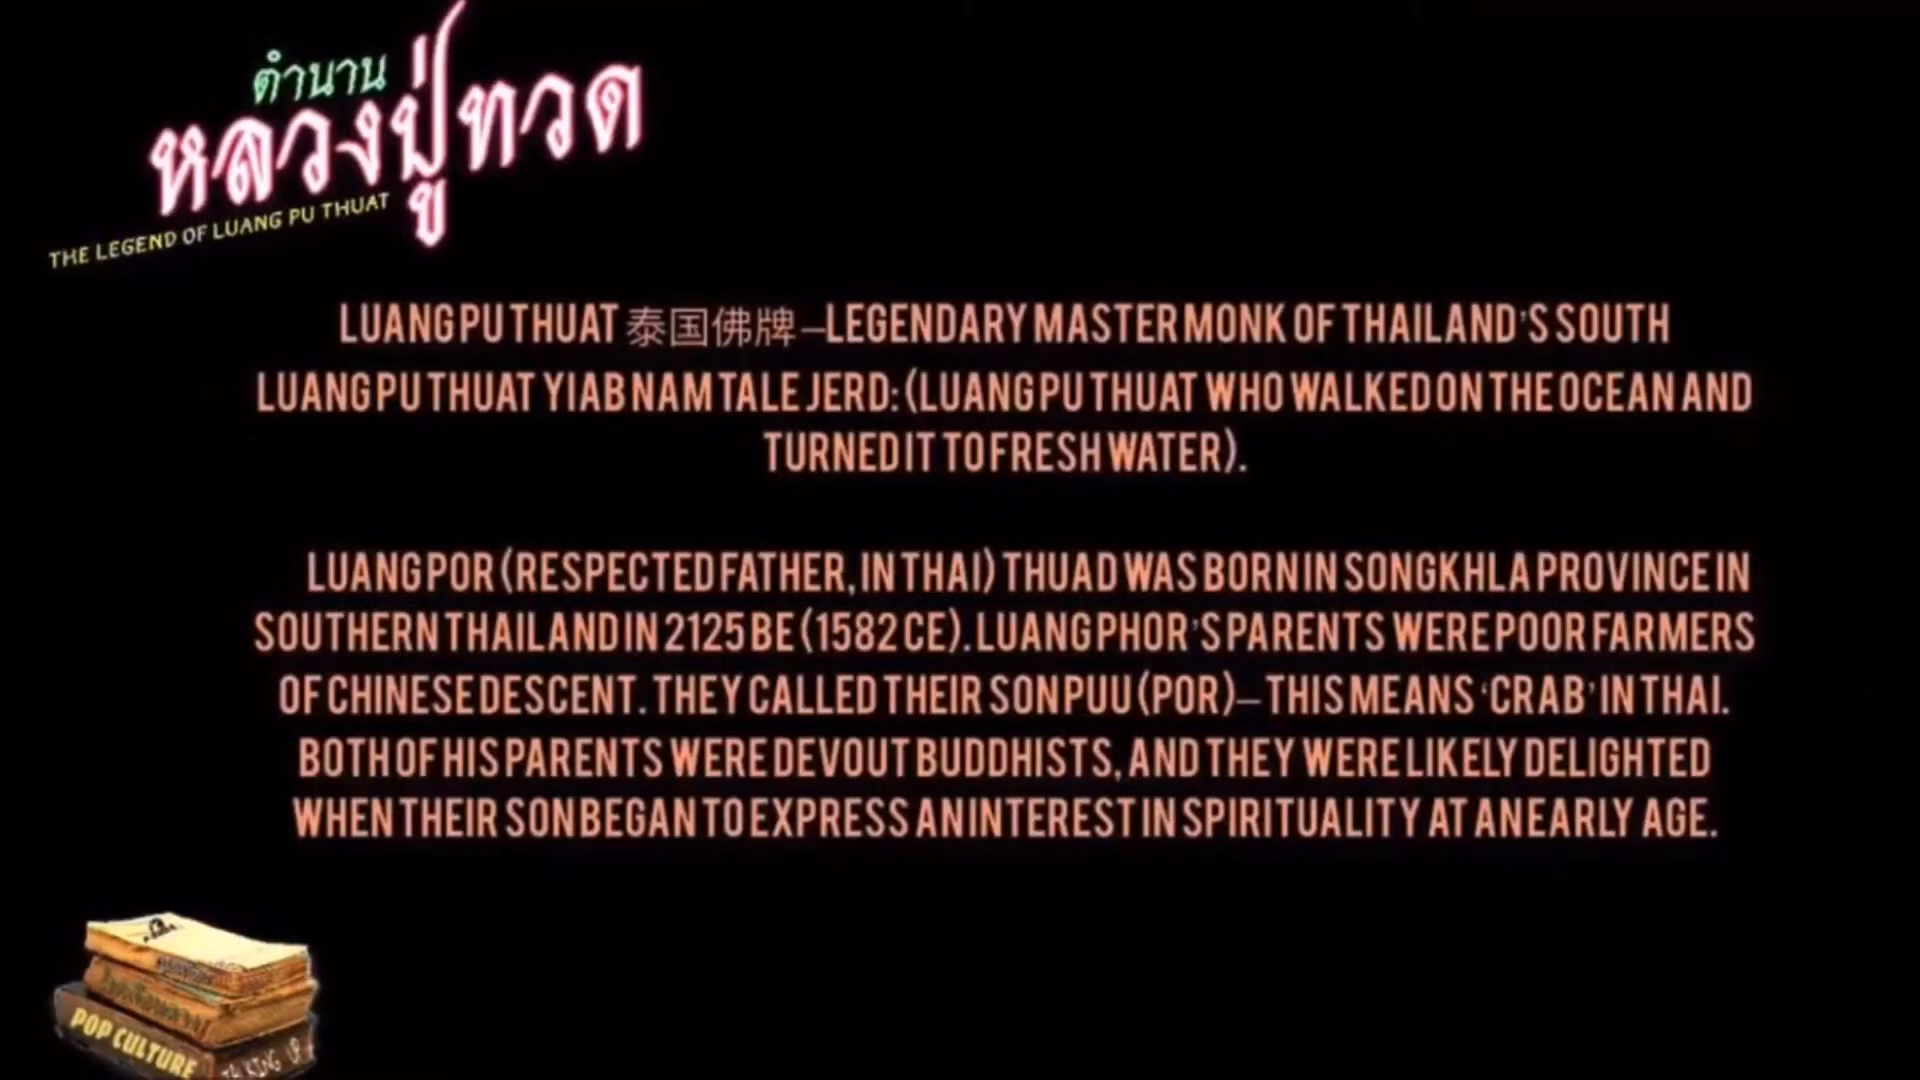 ตำนาน
หลวงปู่ทวด
THE LEGEND OF LUANG PU THUAT
LUANG PU THUAT 泰国佛牌 –LEGENDARY MASTER MONK OF THAILAND'S SOUTH
LUANG PU THUAT YIAB NAM TALE JERD: (LUANG PU THUAT WHO WALKED ON THE OCEAN AND
TURNED IT TO FRESH WATER).
LUANG POR (RESPECTED FATHER, IN THAI) THUAD WAS BORN IN SONGKHLA PROVINCE IN
SOUTHERN THAILAND IN 2125 BE (1582 CE). LUANG PHOR'S PARENTS WERE POOR FARMERS
OF CHINESE DESCENT. THEY CALLED THEIR SON PUU (POR)– THIS MEANS ‘CRAB’ IN THAI.
BOTH OF HIS PARENTS WERE DEVOUT BUDDHISTS, AND THEY WERE LIKELY DELIGHTED
WHEN THEIR SON BEGAN TO EXPRESS AN INTEREST IN SPIRITUALITY AT AN EARLY AGE.
POP CULTURE